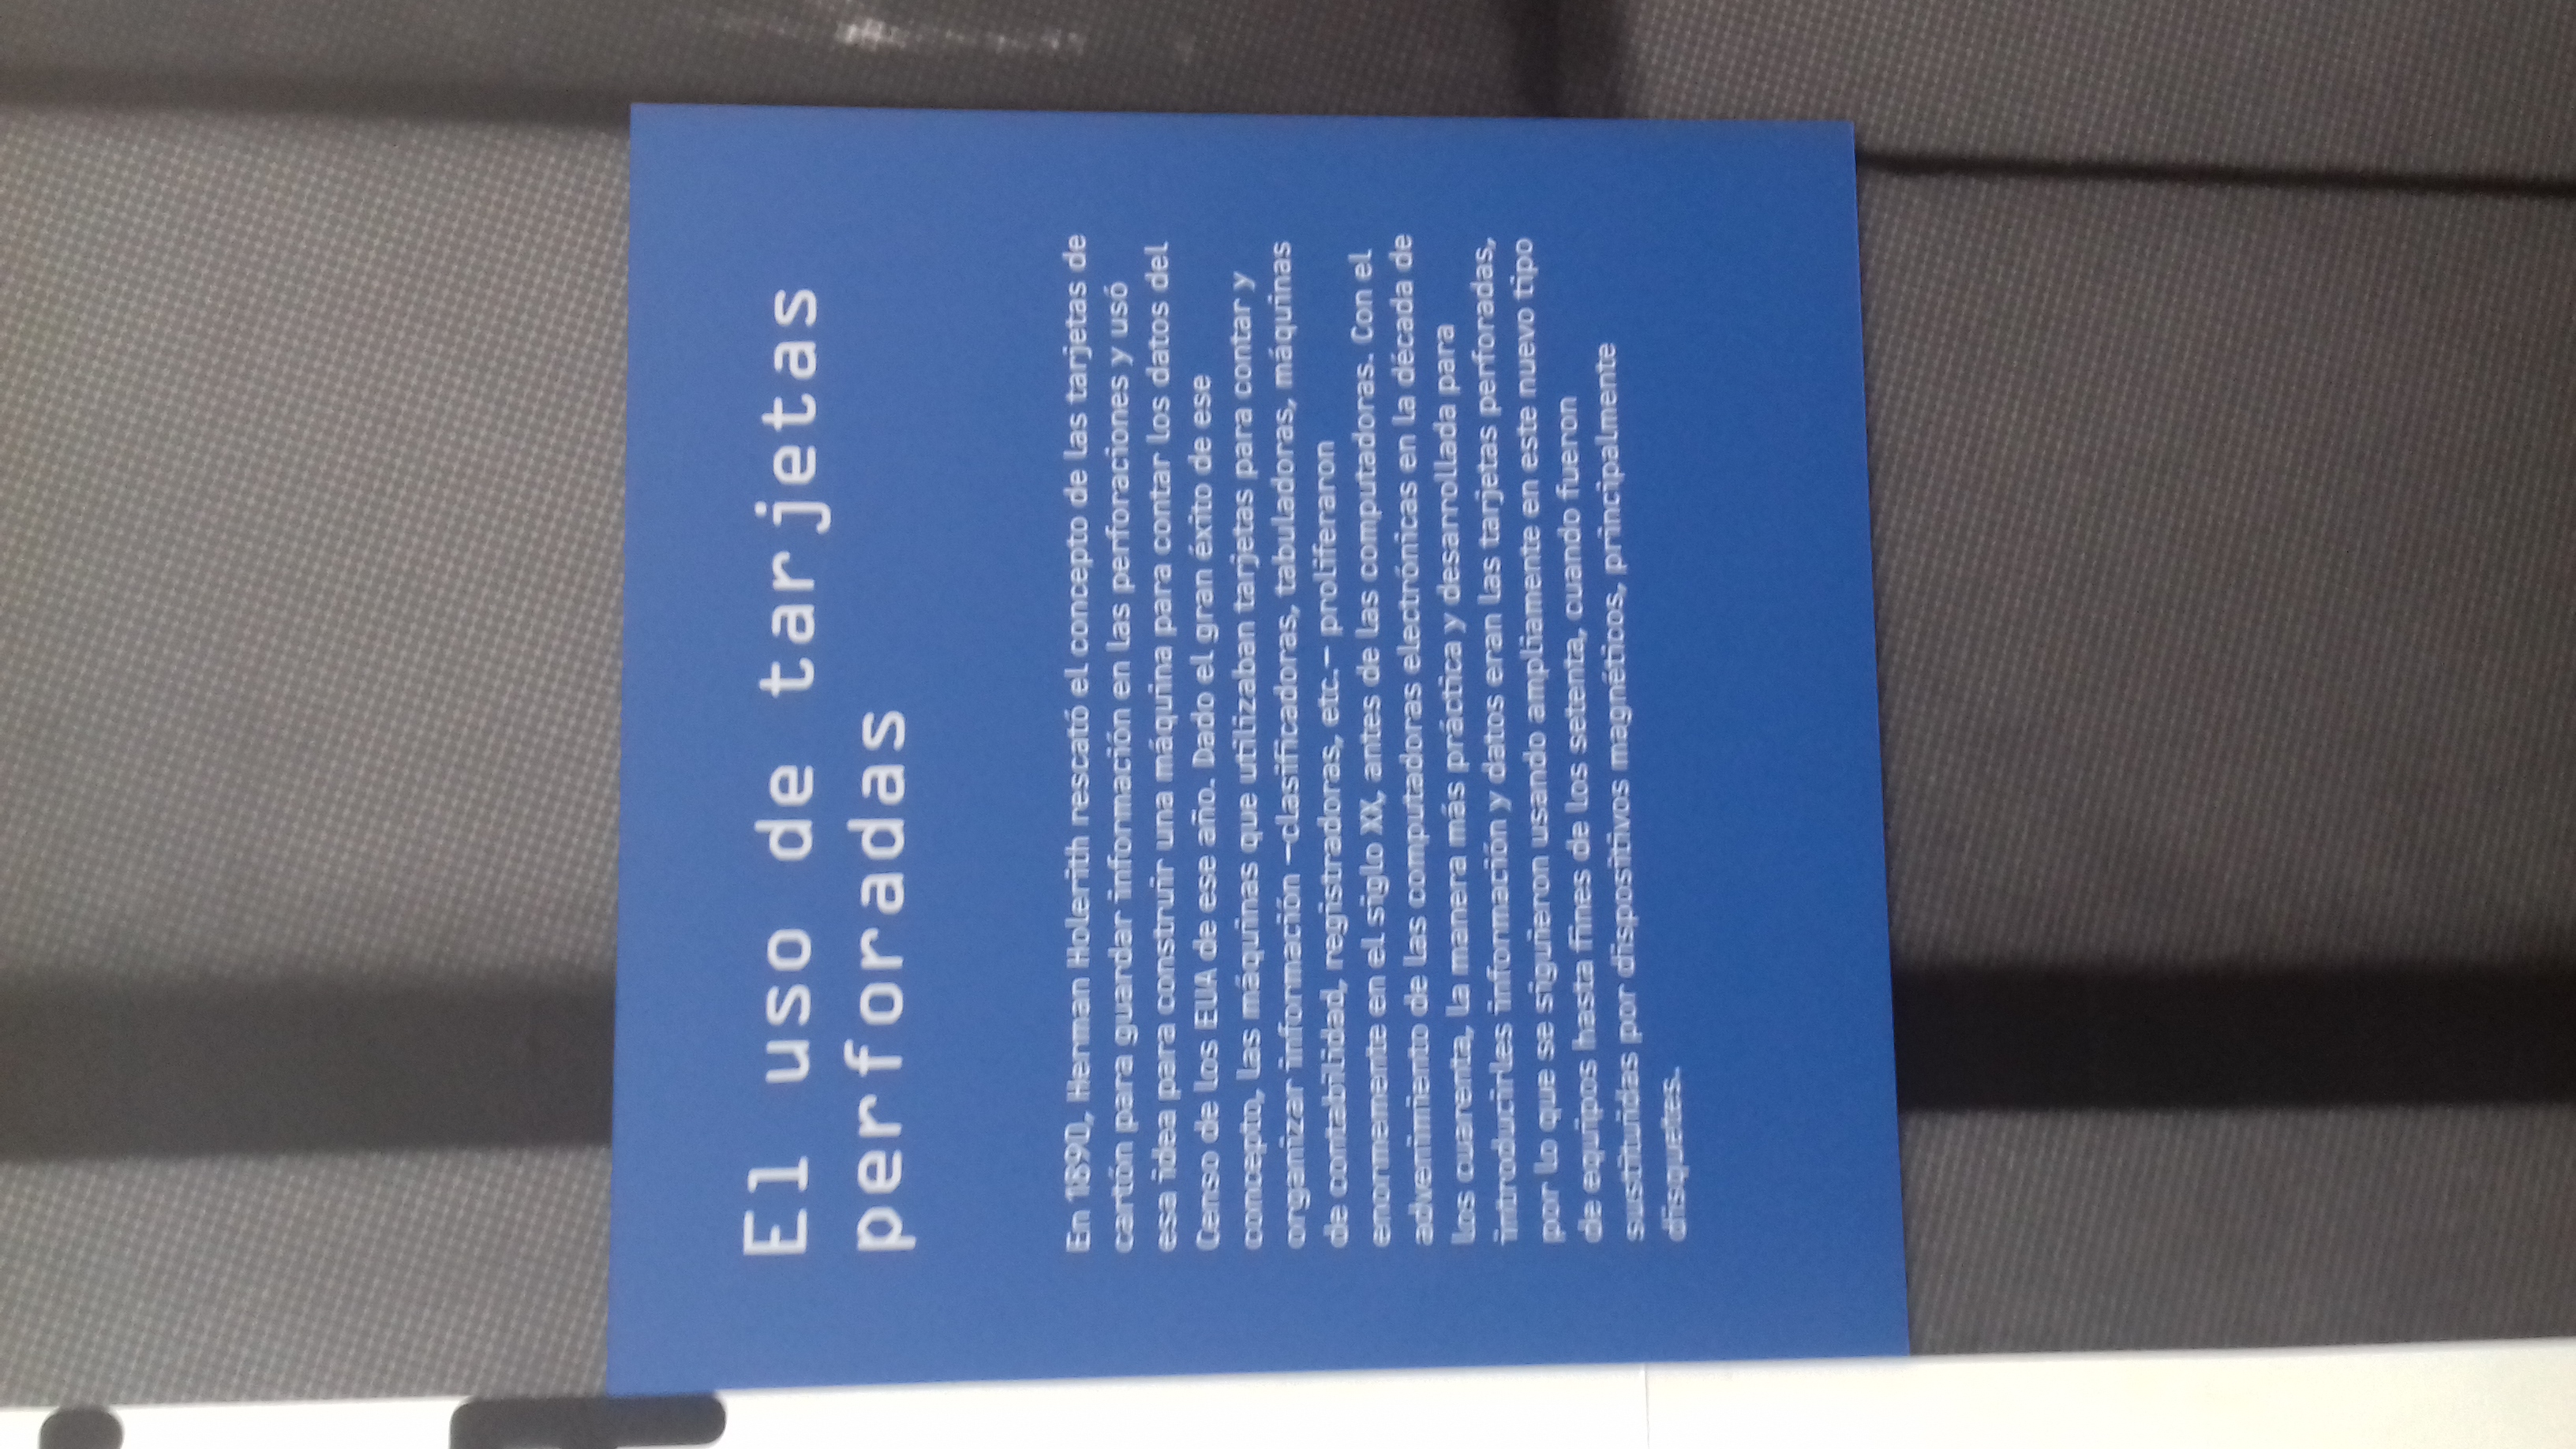 El uso de tarjetas
perforadas
En 1890, Herman Holerith rescató el concepto de las tarjetas de
cartón para guardar información en las perforaciones y usó
esa idea para construir una máquina para contar los datos del
Censo de los EUA de ese año. Dado el gran éxito de ese
concepto, las máquinas que utilizaban tarjetas para contar y
organizar información —clasificadoras, tabuladoras, máquinas
de contabilidad, registradoras, etc.— proliferaron
enormemente en el siglo XX, antes de las computadoras. Con el
advenimiento de las computadoras electrónicas en la década de
los cuarenta, la manera más práctica y desarrollada para
introducirles información y datos eran las tarjetas perforadas,
por lo que se siguieron usando ampliamente en este nuevo tipo
de equipos hasta fines de los setenta, cuando fueron
sustituidas por dispositivos magnéticos, principalmente
disquetes.